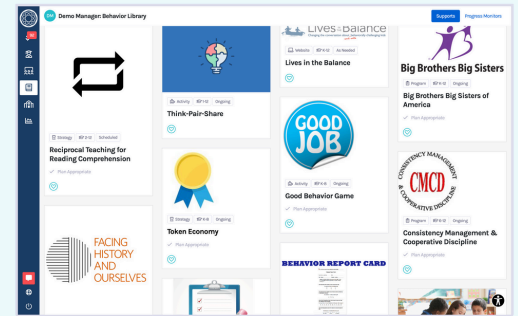 DM Demo Manager: Behavior Library
Supports
Progress Monitors
Strategy
K-12
Scheduled
Reciprocal Teaching for
Reading Comprehension
Plan Appropriate
FACING
HISTORY
AND
OURSELVES
Activity
Ongoing
Think-Pair-Share
Strategy
Ongoing
Token Economy
Plan Appropriate
Lives in the Balance
Website
K-12
As Needed
Lives in the Balance
GOOD
JOB
Activity
Ongoing
Good Behavior Game
Plan Appropriate
BEHAVIOR REPORT CARD
Big Brothers Big Sisters
Program
K-12
Ongoing
Big Brothers Big Sisters of
America
Plan Appropriate
CONSISTENCY MANAGEMENT
CMCD
& COOPERATIVE DISCIPLINE
Program
K-12
Ongoing
Consistency Management &
Cooperative Discipline
Plan Appropriate